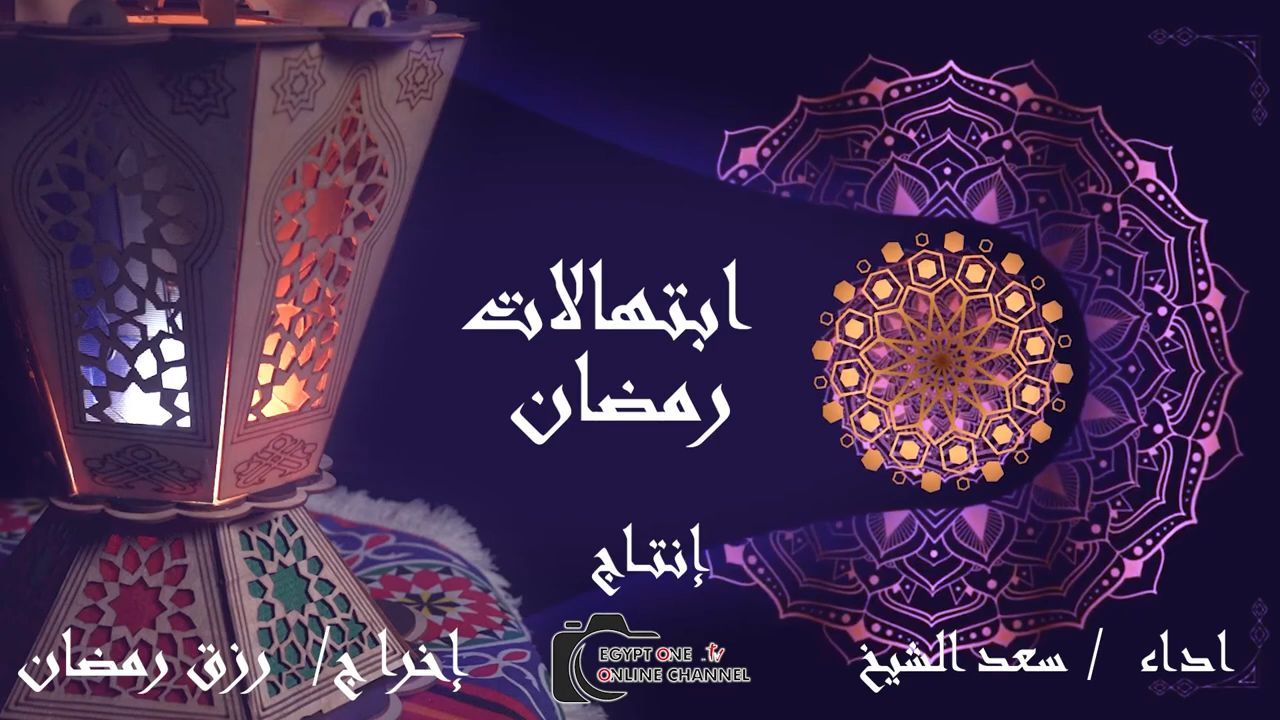 ابتهالات
رمضان
إنتاج
EGYPT ONE .tv
ONLINE CHANNEL
اداء / سعد الشيخ
إخراج/ رزق رمضان